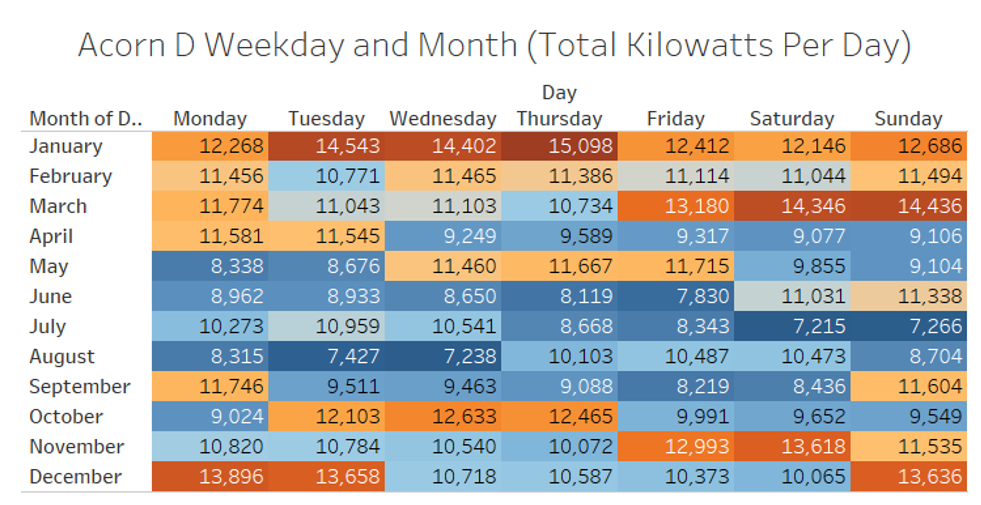 Acorn D Weekday and Month (Total Kilowatts Per Day)
Day
Month of D.. Monday Tuesday Wednesday Thursday Friday Saturday Sunday
January 12,268 14,543 14,402 15,098 12,412 12,146 12,686
February 11,456 10,771 11,465 11,386 11,114 11,044 11,494
March 11,774 11,043 11,103 10,734 13,180 14,346 14,436
April 11,581 11,545 9,249 9,589 9,317 9,077 9,106
May 8,338 8,676 11,460 11,667 11,715 9,855 9,104
June 8,962 8,933 8,650 8,119 7,830 11,031 11,338
July 10,273 10,959 10,541 8,668 8,343 7,215 7,266
August 8,315 7,427 7,238 10,103 10,487 10,473 8,704
September 11,746 9,511 9,463 9,088 8,219 8,436 11,604
October 9,024 12,103 12,633 12,465 9,991 9,652 9,549
November 10,820 10,784 10,540 10,072 12,993 13,618 11,535
December 13,896 13,658 10,718 10,587 10,373 10,065 13,636